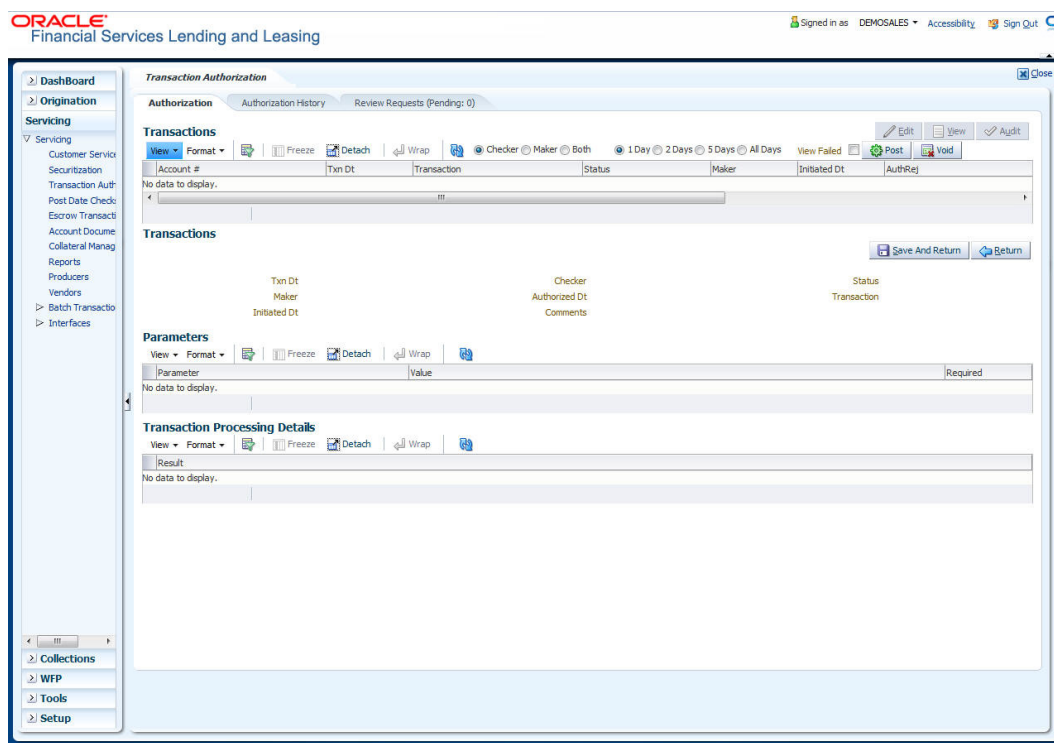 ORACLE
Financial Services Lending and Leasing
Signed in as DEMOSALES Accessibility Sign Out
Close
DashBoard
Origination
Servicing
Servicing
Customer Service
Securitization
Transaction Auth
Post Date Check
Escrow Transacti
Account Docume
Collateral Manag
Reports
Producers
Vendors
Batch Transactio
Interfaces
Collections
WFP
Tools
Setup
Transaction Authorization
Authorization Authorization History Review Requests (Pending: 0)
Transactions
Edit View Audit
View Format Freeze Detach Wrap Checker Maker Both 1 Day 2 Days 5 Days All Days View Failed Post Void
Account # Txn Dt Transaction Status Maker Initiated Dt AuthRej
No data to display.
Transactions
Save And Return Return
Txn Dt Checker Status
Maker Authorized Dt Transaction
Initiated Dt Comments
Parameters
View Format Freeze Detach Wrap
Parameter Value Required
No data to display.
Transaction Processing Details
View Format Freeze Detach Wrap
Result
No data to display.